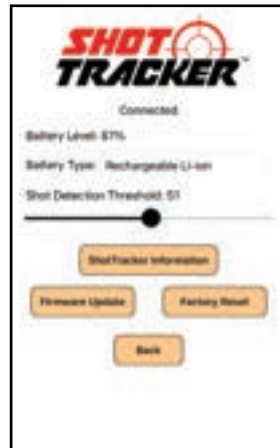 SHOT
TRACKER™
Connected
Battery Level: 87%
Battery Type: Rechargeable Li-ion
Shot Detection Threshold: 51
ShotTracker Information
Firmware Update Factory Reset
Back